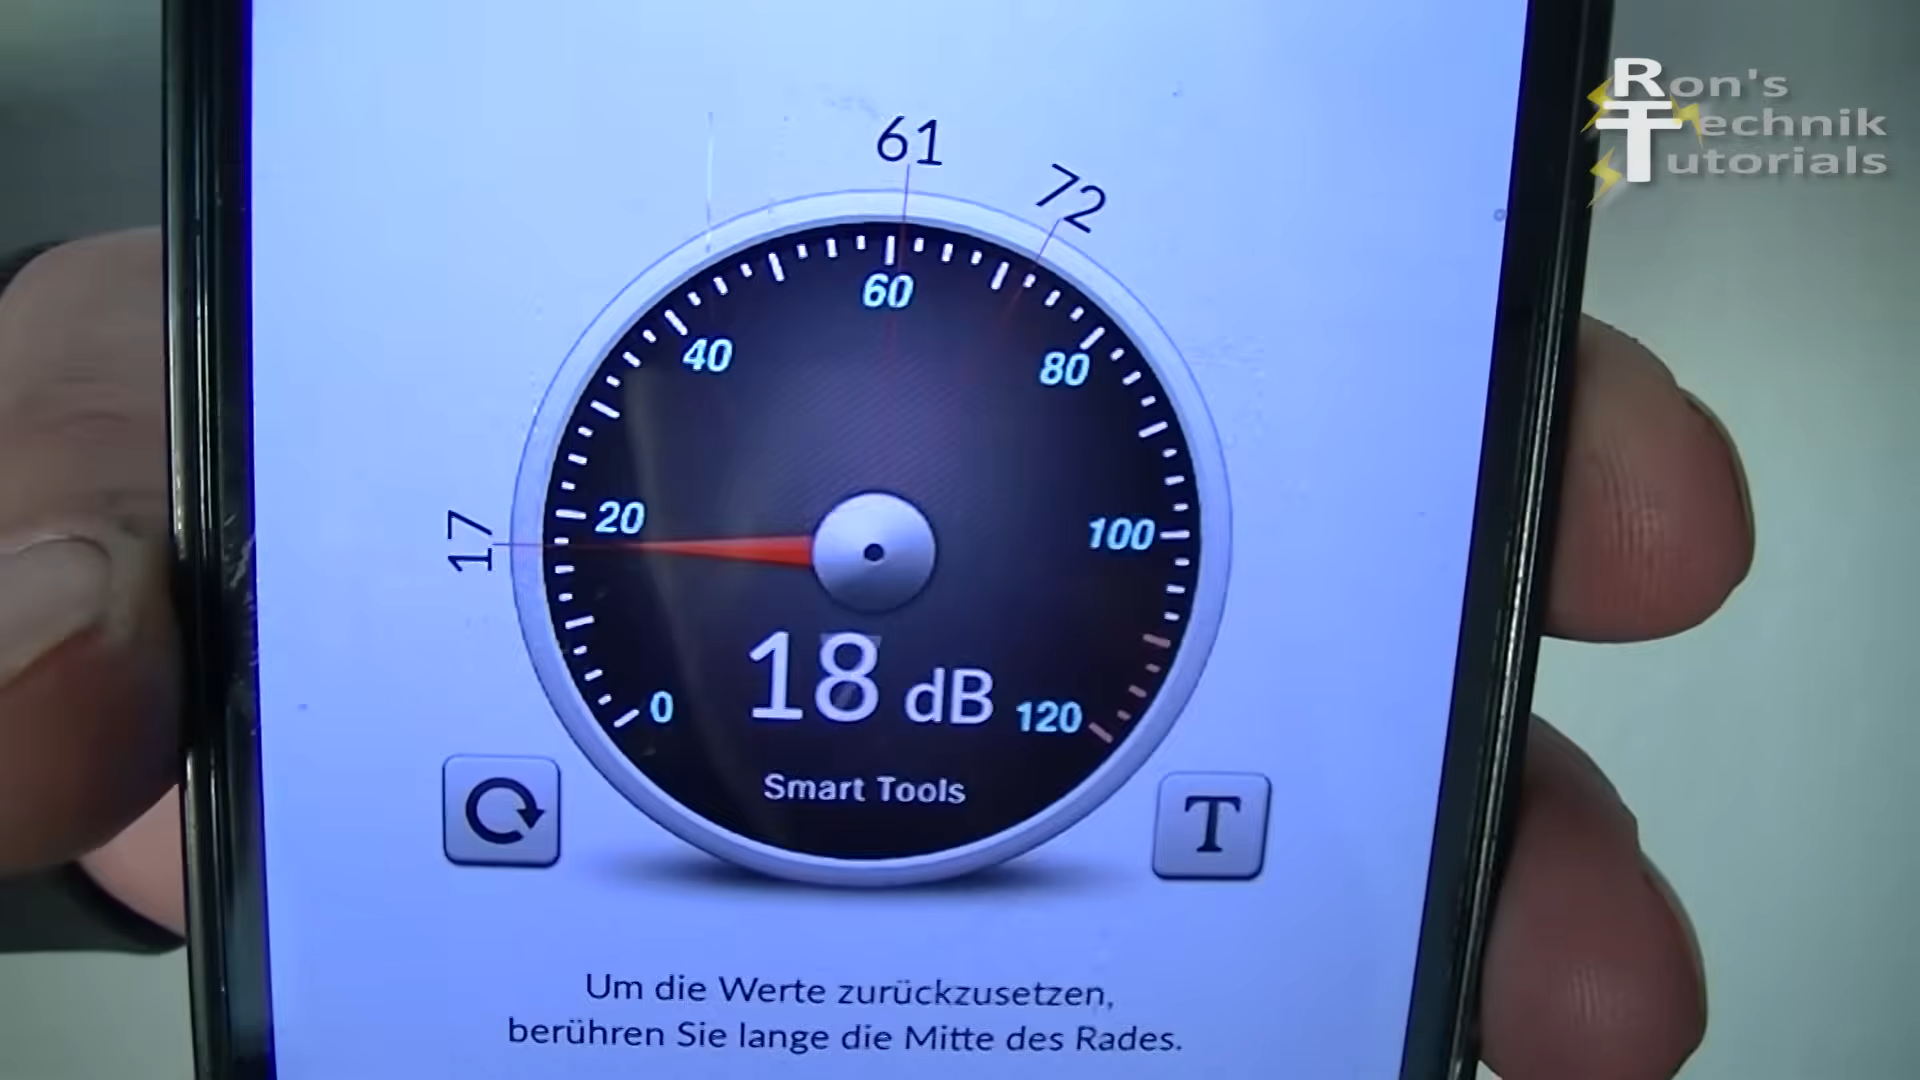 Ron's
Technik
Tutorials
61
72
17
60
40
80
20
100
0
120
18 dB
Smart Tools
T
Um die Werte zurückzusetzen,
berühren Sie lange die Mitte des Rades.